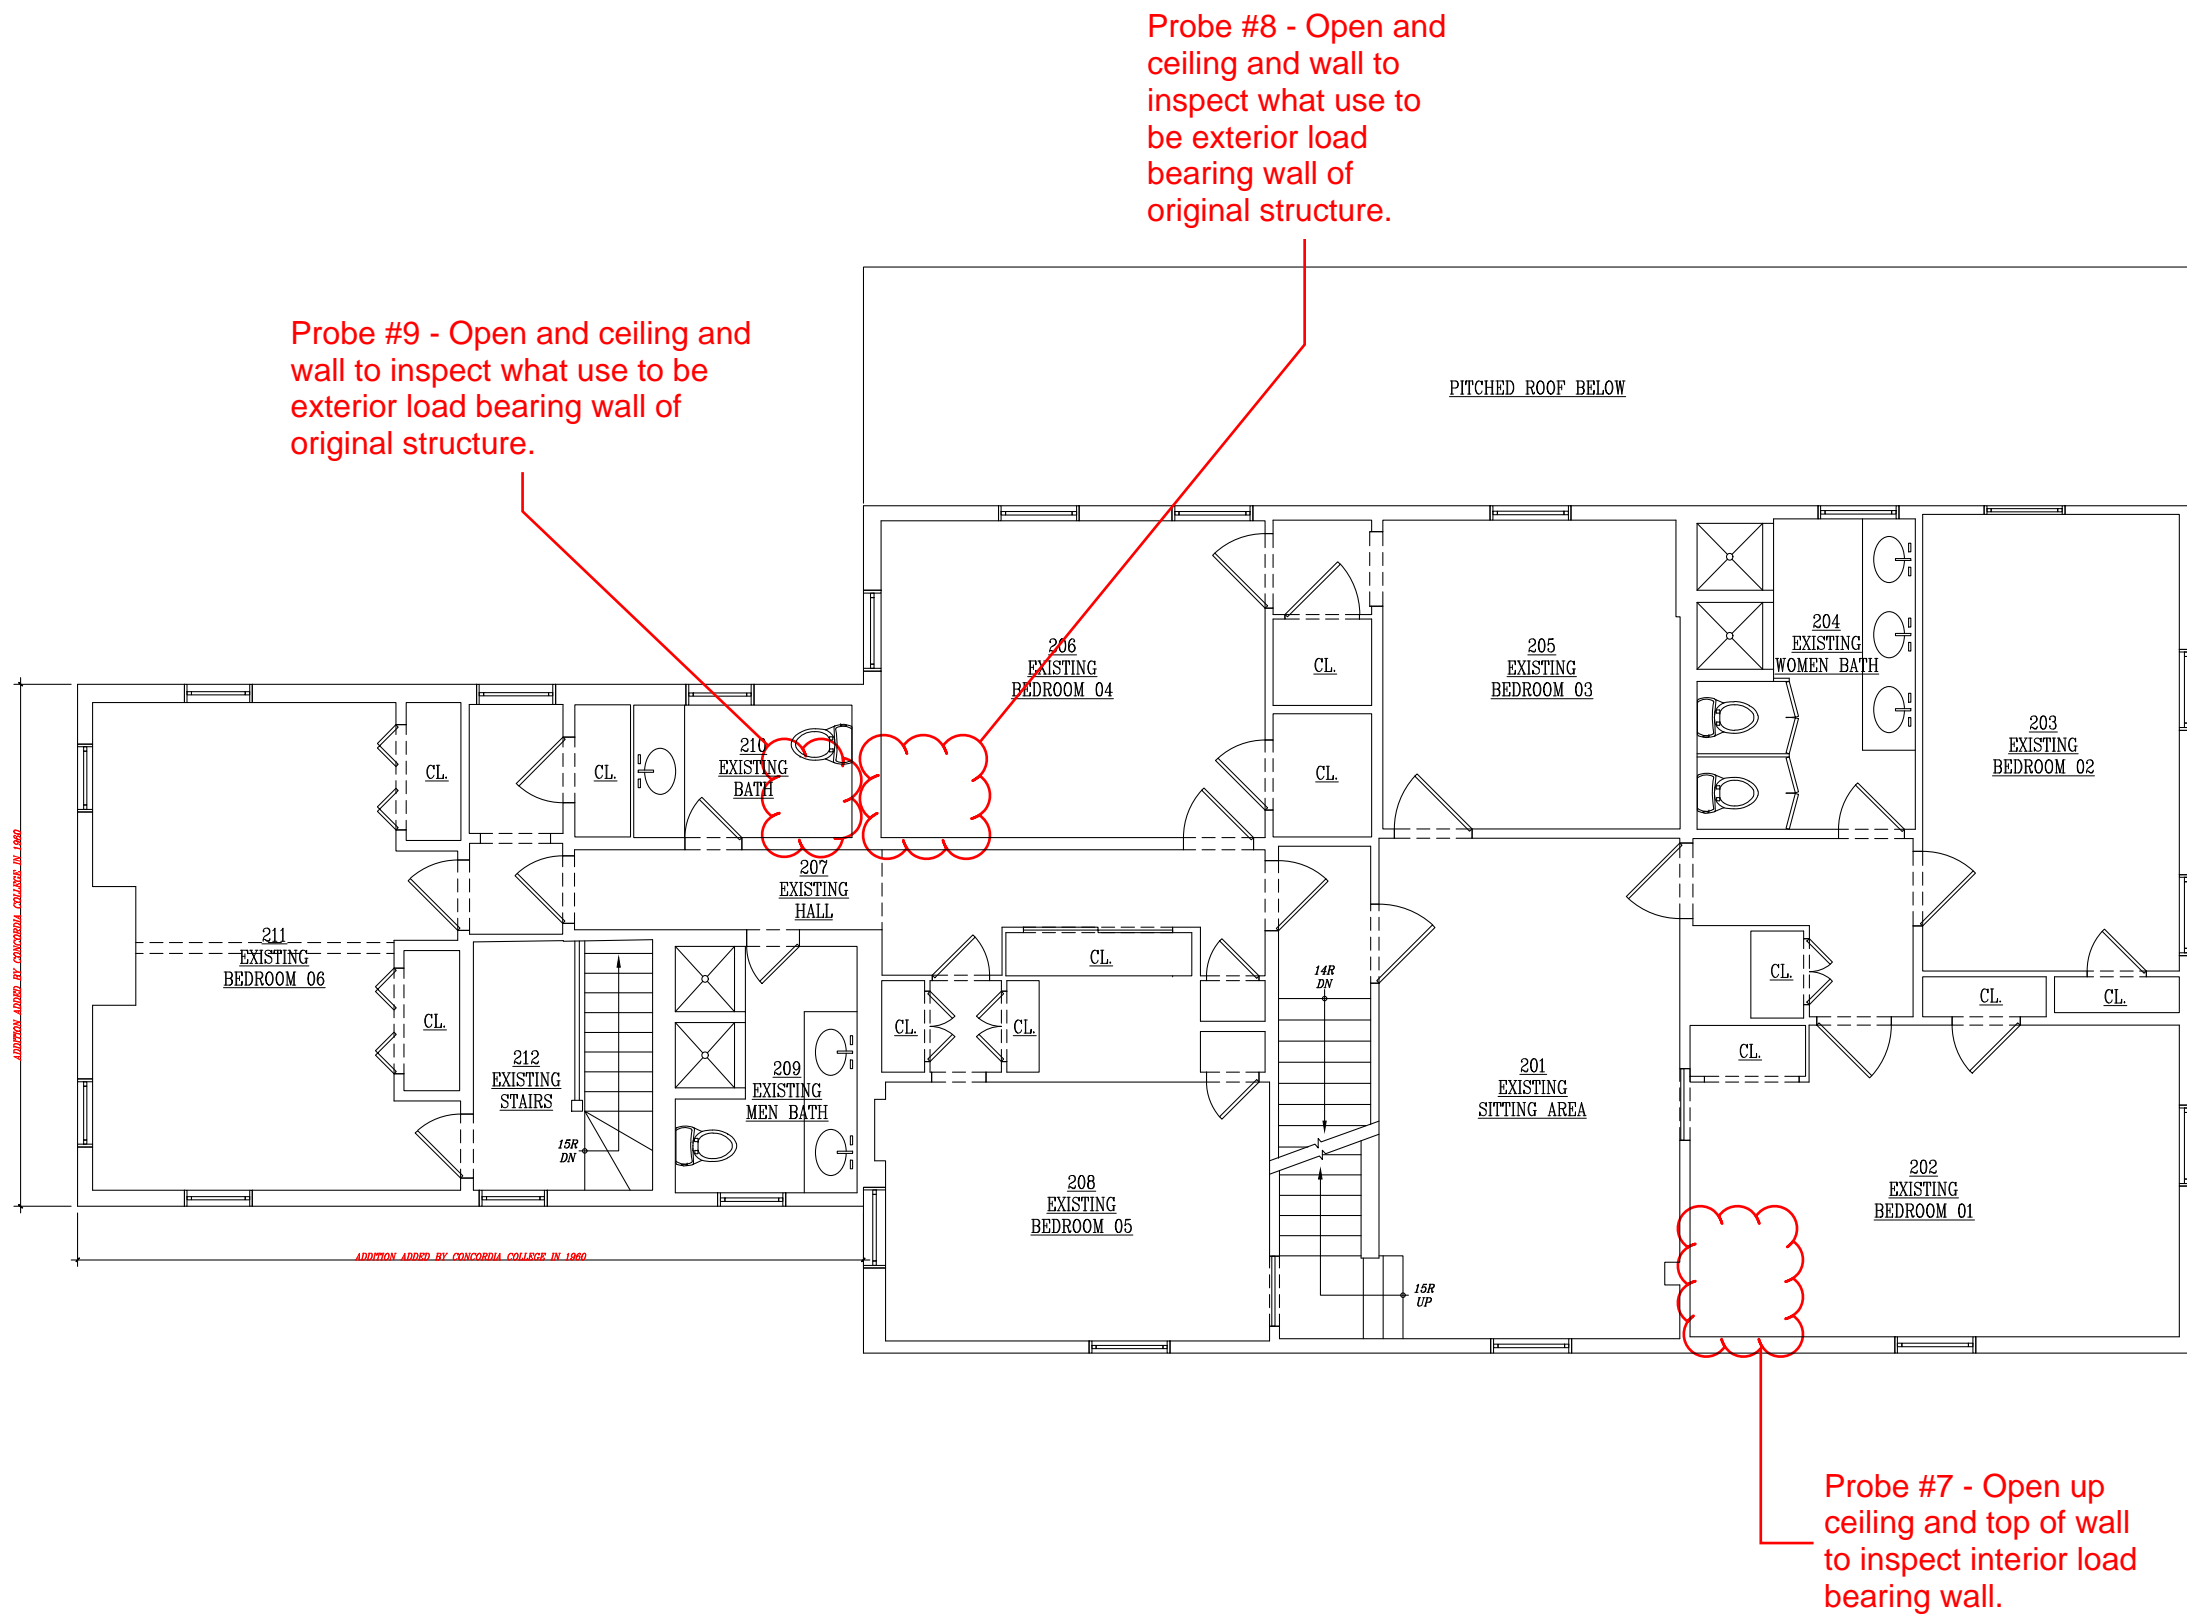 Probe #8 - Open and
ceiling and wall to
inspect what use to
be exterior load
bearing wall of
original structure.
Probe #9 - Open and ceiling and
wall to inspect what use to be
exterior load bearing wall of
original structure.
PITCHED ROOF BELOW
206
EXISTING
BEDROOM 04
CL.
205
EXISTING
BEDROOM 03
204
EXISTING
WOMEN BATH
203
EXISTING
BEDROOM 02
CL.
CL.
210
EXISTING
BATH
CL.
207
EXISTING
HALL
ADDITION ADDED BY CONCORDIA COLLEGE IN 1960
211
EXISTING
BEDROOM 06
CL.
CL.
CL.
CL.
CL.
14R
DN
CL.
CL.
CL.
CL.
212
EXISTING
STAIRS
15R
DN
209
EXISTING
MEN BATH
201
EXISTING
SITTING AREA
208
EXISTING
BEDROOM 05
202
EXISTING
BEDROOM 01
ADDITION ADDED BY CONCORDIA COLLEGE IN 1960
15R
UP
Probe #7 - Open up
ceiling and top of wall
to inspect interior load
bearing wall.